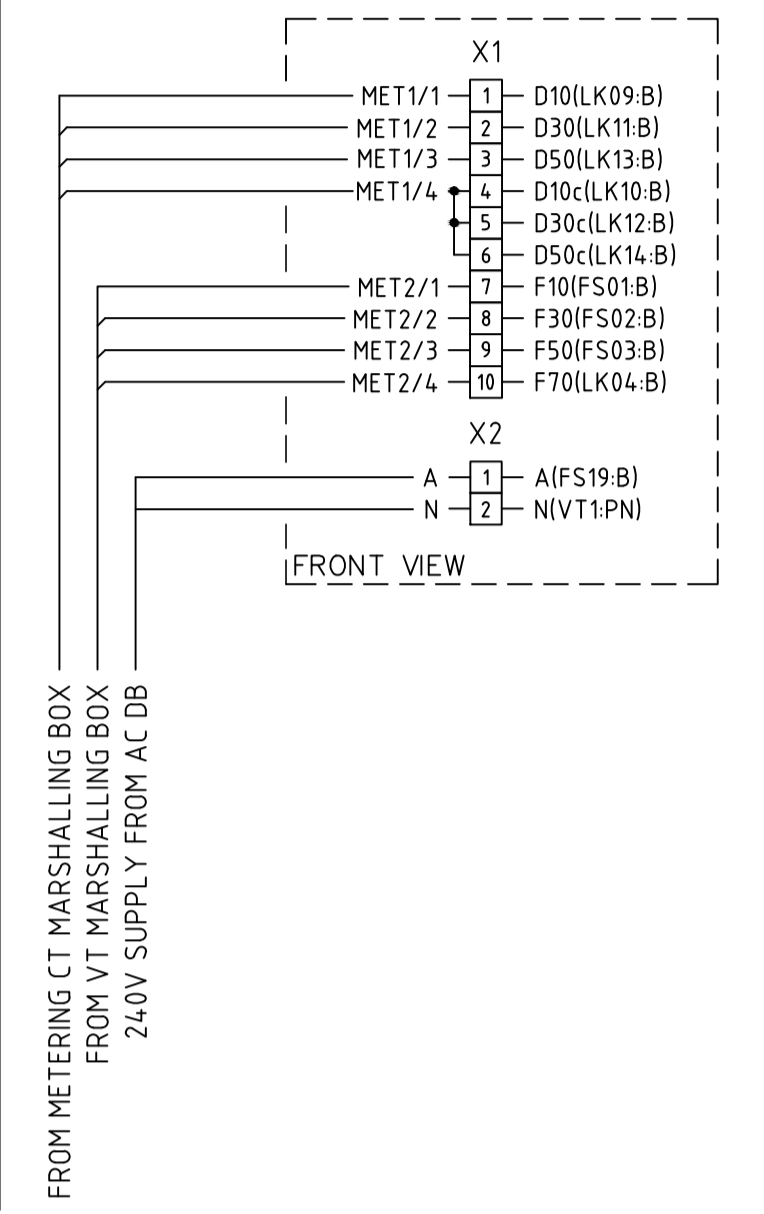 X1
MET1/1 1 D10(LK09:B)
MET1/2 2 D30(LK11:B)
MET1/3 3 D50(LK13:B)
MET1/4 4 D10c(LK10:B)
5 D30c(LK12:B)
6 D50c(LK14:B)
MET2/1 7 F10(FS01:B)
MET2/2 8 F30(FS02:B)
MET2/3 9 F50(FS03:B)
MET2/4 10 F70(LK04:B)
X2
A 1 A(FS19:B)
N 2 N(VT1:PN)
FRONT VIEW
FROM METERING CT MARSHALLING BOX
FROM VT MARSHALLING BOX
240V SUPPLY FROM AC DB